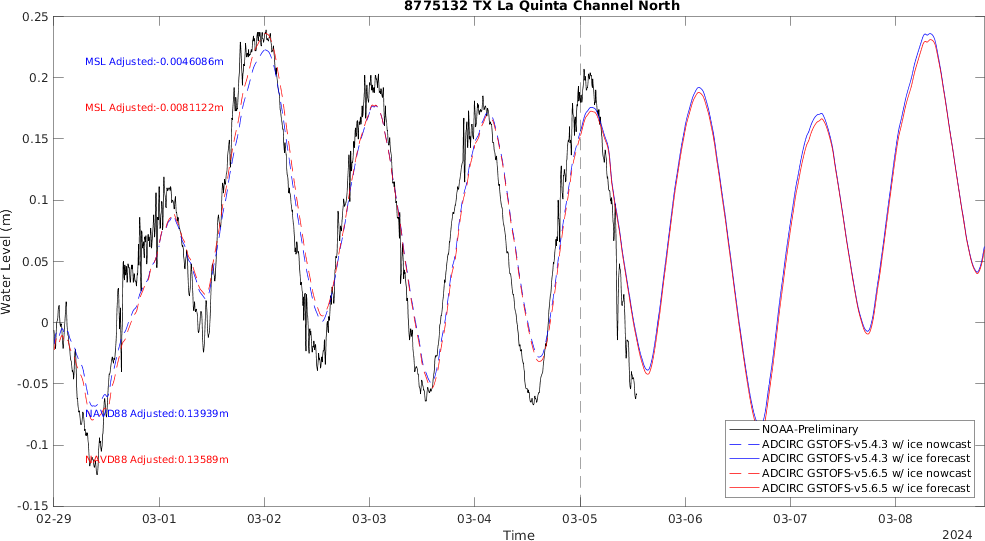 8775132 TX La Quinta Channel North
0.25
0.2
0.15
0.1
0.05
0
-0.05
-0.1
-0.15
Water Level (m)
MSL Adjusted:-0.0046086m
MSL Adjusted:-0.0081122m
NAVD88 Adjusted:0.13939m
NAVD88 Adjusted:0.13589m
NOAA-Preliminary
ADCIRC GSTOFS-v5.4.3 w/ ice nowcast
ADCIRC GSTOFS-v5.4.3 w/ ice forecast
ADCIRC GSTOFS-v5.6.5 w/ ice nowcast
ADCIRC GSTOFS-v5.6.5 w/ ice forecast
02-29 03-01 03-02 03-03 03-04 03-05 03-06 03-07 03-08
Time
2024